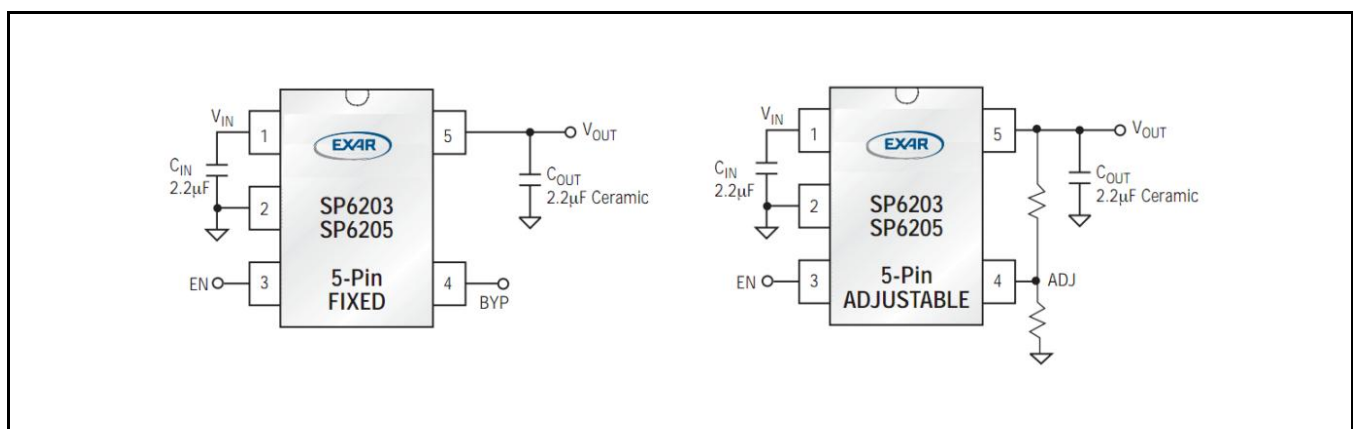 V_IN
1
C_IN
2.2µF
2
EN
3
EXAR
SP6203
SP6205
5-Pin
FIXED
5
V_OUT
C_OUT
2.2µF Ceramic
4
BYP
V_IN
1
C_IN
2.2µF
2
EN
3
EXAR
SP6203
SP6205
5-Pin
ADJUSTABLE
5
V_OUT
C_OUT
2.2µF Ceramic
4
ADJ